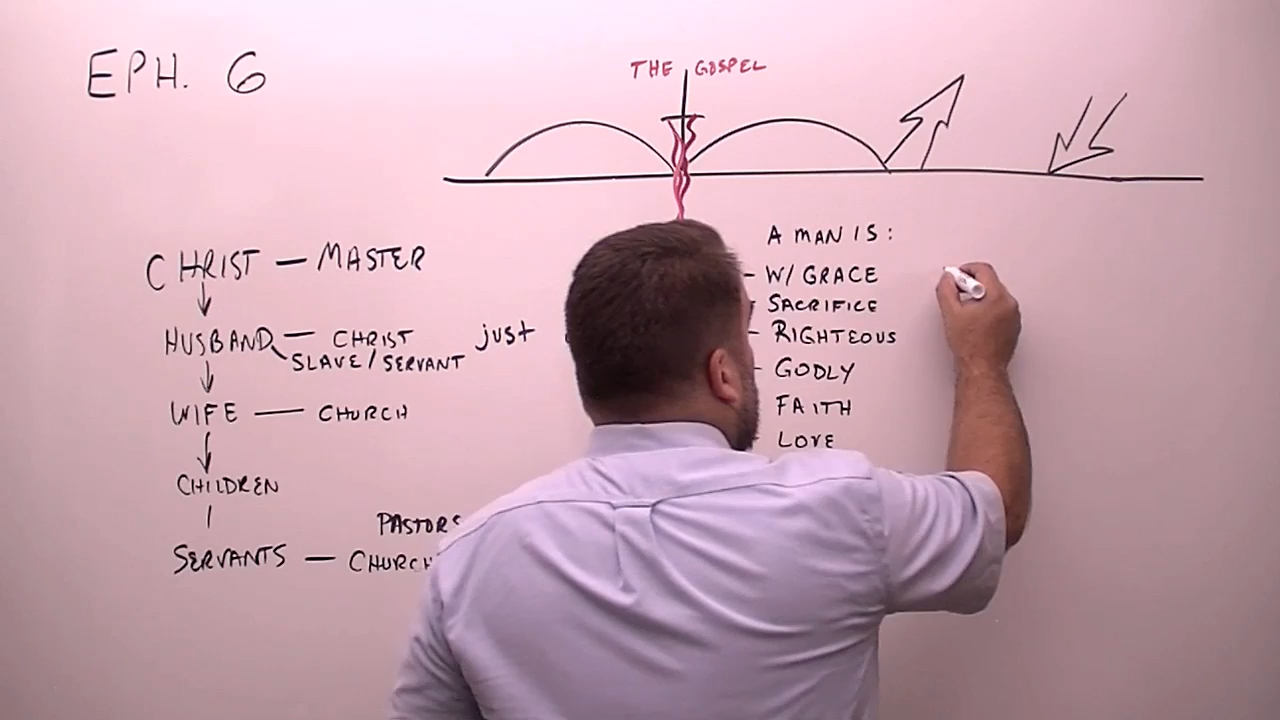 EPH. 6
THE GOSPEL
CHRIST — MASTER
HUSBAND — CHRIST
SLAVE/SERVANT
just
WIFE — CHURCH
CHILDREN
PASTORS
SERVANTS — CHURCH
A MAN IS:
- W/ GRACE
SACRIFICE
- RIGHTEOUS
- GODLY
FAITH
LOVE